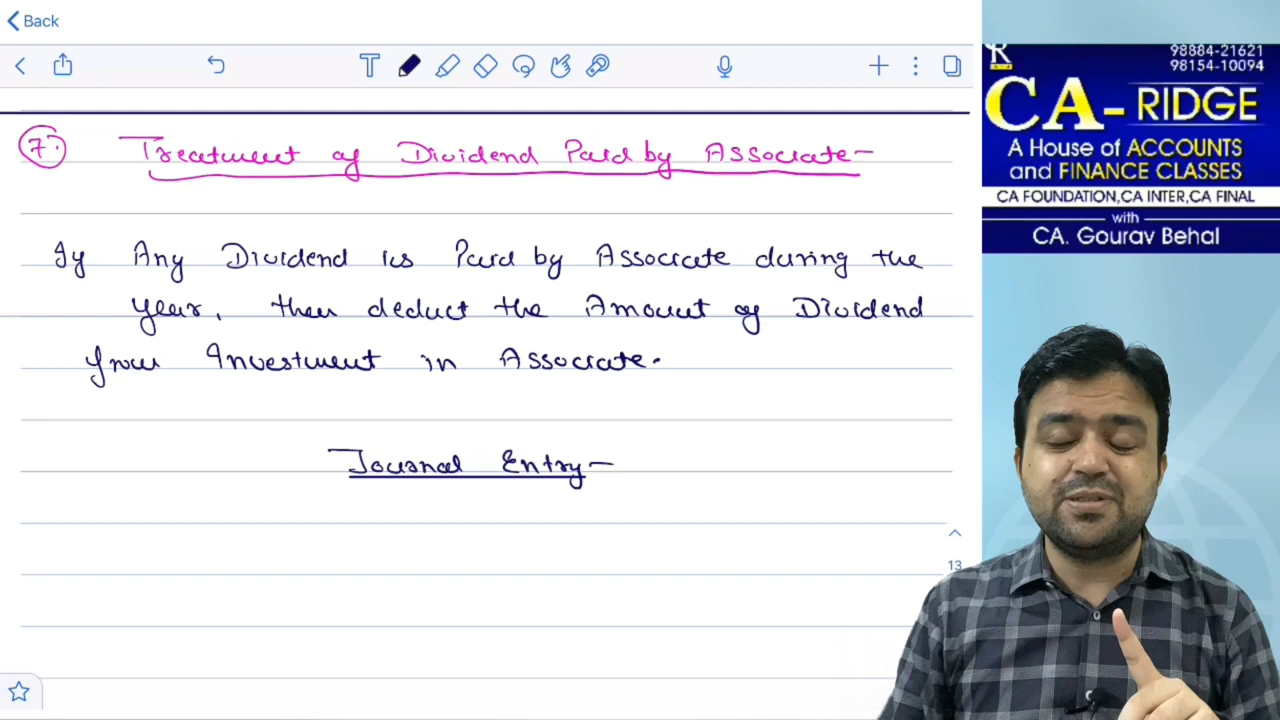 Back
7.
Treatment of Dividend Paid by Associate-
If Any Dividend is Paid by Associate during the
year, then deduct the Amount of Dividend
from Investment in Associate.
Journal Entry-
13
98884-21621
98154-10094
CA- RIDGE
A House of ACCOUNTS
and FINANCE CLASSES
CA FOUNDATION,CA INTER,CA FINAL
with
CA. Gourav Behal